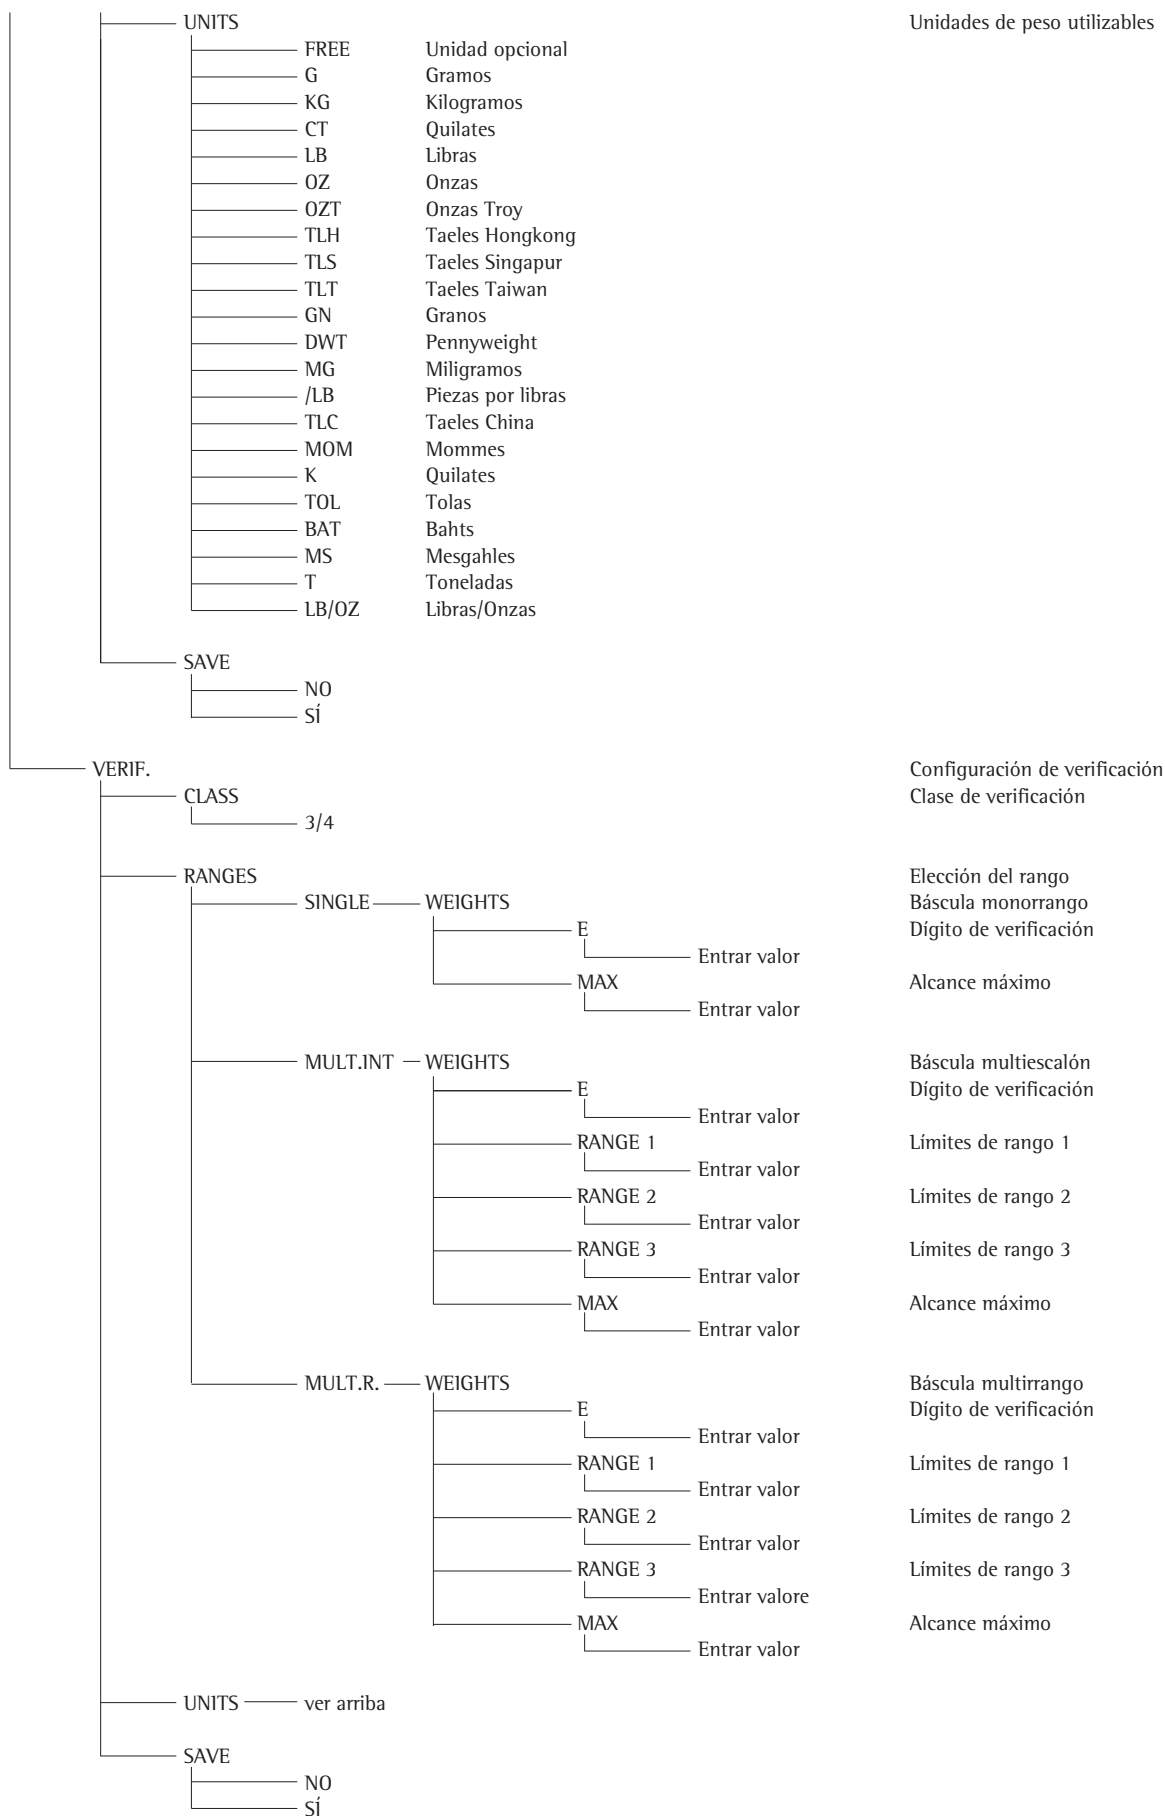 UNITS Unidades de peso utilizables
FREE Unidad opcional
G Gramos
KG Kilogramos
CT Quilates
LB Libras
OZ Onzas
OZT Onzas Troy
TLH Taeles Hongkong
TLS Taeles Singapur
TLT Taeles Taiwan
GN Granos
DWT Pennyweight
MG Miligramos
/LB Piezas por libras
TLC Taeles China
MOM Mommes
K Quilates
TOL Tolas
BAT Bahts
MS Mesgahles
T Toneladas
LB/OZ Libras/Onzas
SAVE
NO
SÍ
VERIF. Configuración de verificación
CLASS Clase de verificación
3/4
RANGES Elección del rango
SINGLE WEIGHTS Báscula monorrango
E Dígito de verificación
Entrar valor
MAX Alcance máximo
Entrar valor
MULT.INT WEIGHTS Báscula multiescalón
E Dígito de verificación
Entrar valor
RANGE 1 Límites de rango 1
Entrar valor
RANGE 2 Límites de rango 2
Entrar valor
RANGE 3 Límites de rango 3
Entrar valor
MAX Alcance máximo
Entrar valor
MULT.R. WEIGHTS Báscula multirrango
E Dígito de verificación
Entrar valor
RANGE 1 Límites de rango 1
Entrar valor
RANGE 2 Límites de rango 2
Entrar valor
RANGE 3 Límites de rango 3
Entrar valore
MAX Alcance máximo
Entrar valor
UNITS ver arriba
SAVE
NO
SÍ